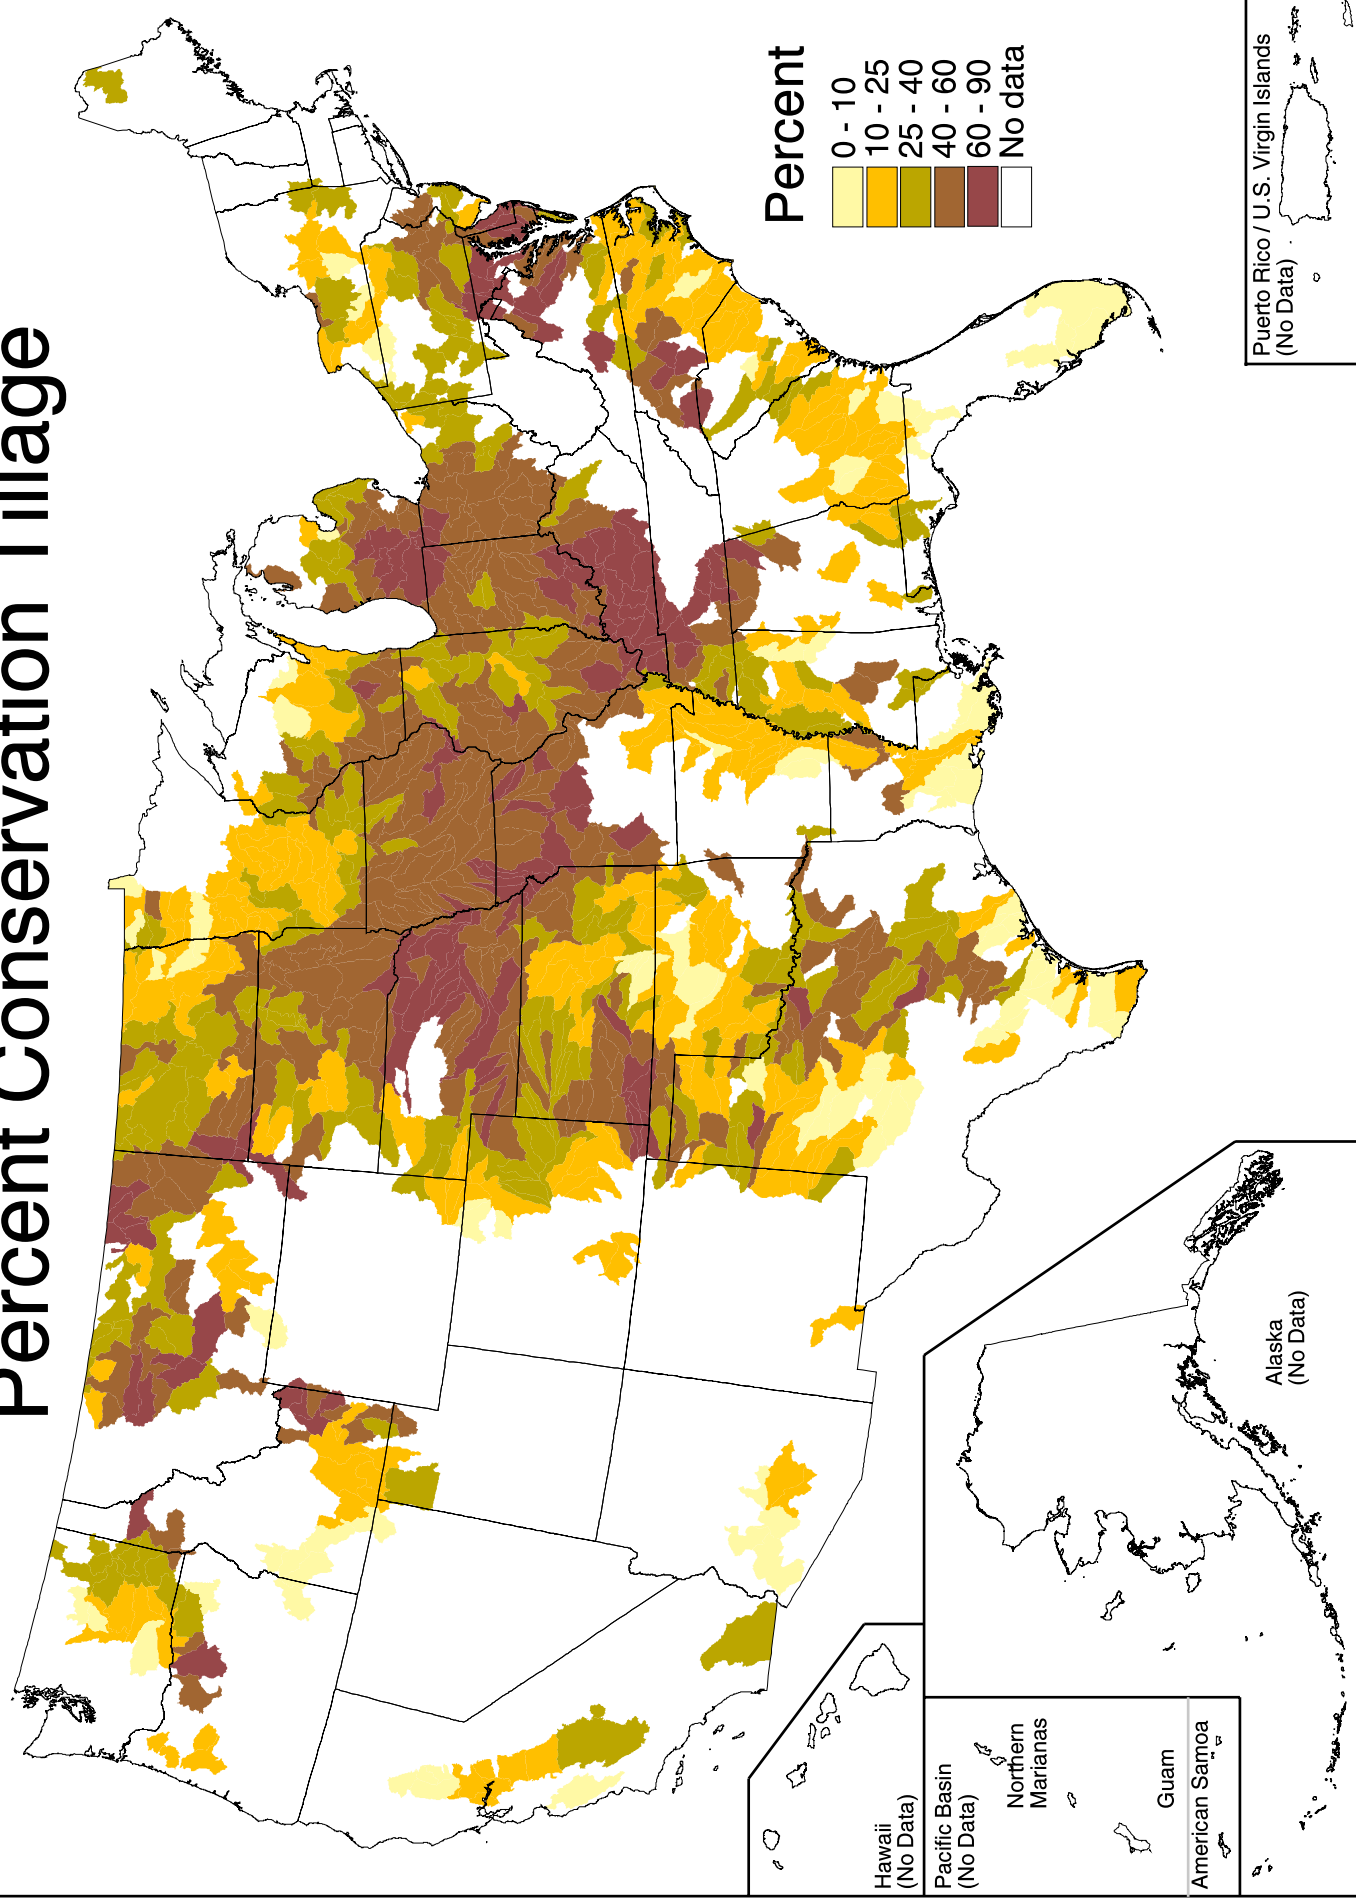 Percent Conservation Tillage
Percent
0 - 10
10 - 25
25 - 40
40 - 60
60 - 90
No data
Puerto Rico / U.S. Virgin Islands
(No Data)
Alaska
(No Data)
Hawaii
(No Data)
Pacific Basin
(No Data)
Northern
Marianas
Guam
American Samoa